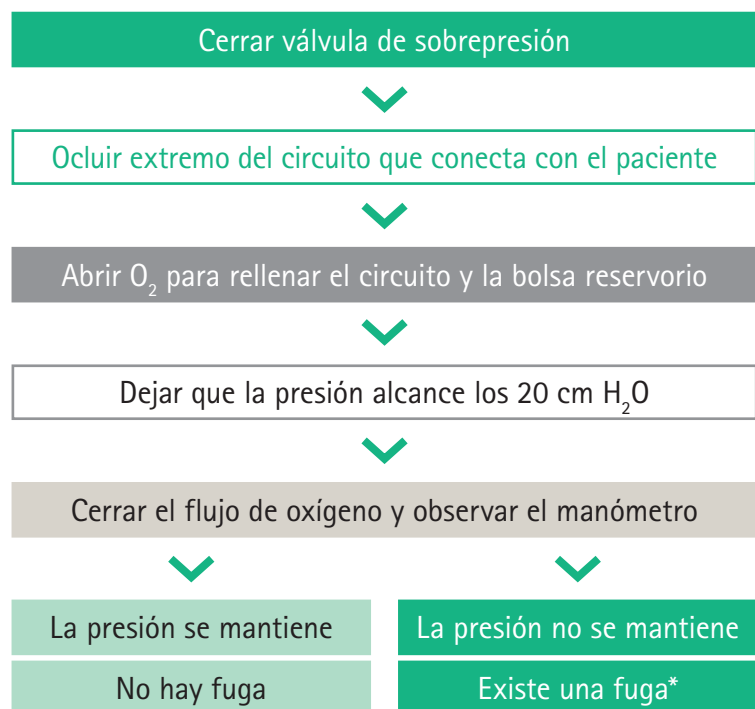 Cerrar válvula de sobrepresión
Ocluir extremo del circuito que conecta con el paciente
Abrir O₂ para rellenar el circuito y la bolsa reservorio
Dejar que la presión alcance los 20 cm H₂O
Cerrar el flujo de oxígeno y observar el manómetro
La presión se mantiene
No hay fuga
La presión no se mantiene
Existe una fuga*